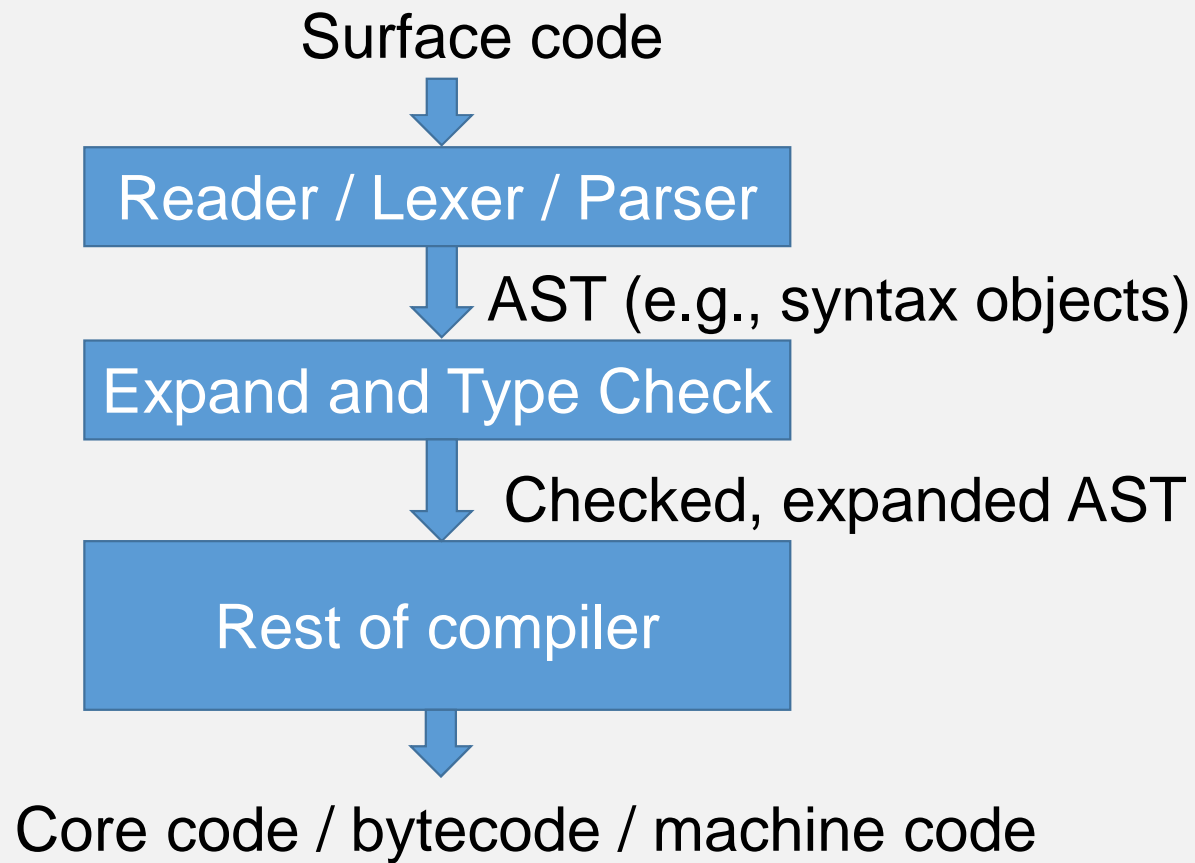 Surface code
Reader / Lexer / Parser
AST (e.g., syntax objects)
Expand and Type Check
Checked, expanded AST
Rest of compiler
Core code / bytecode / machine code